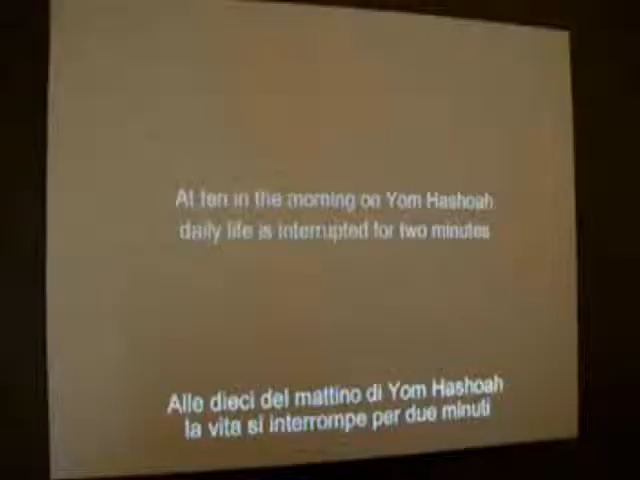 At ten in the morning on Yom Hashoah
daily life is interrupted for two minutes
Alle dieci del mattino di Yom Hashoah
la vita si interrompe per due minuti